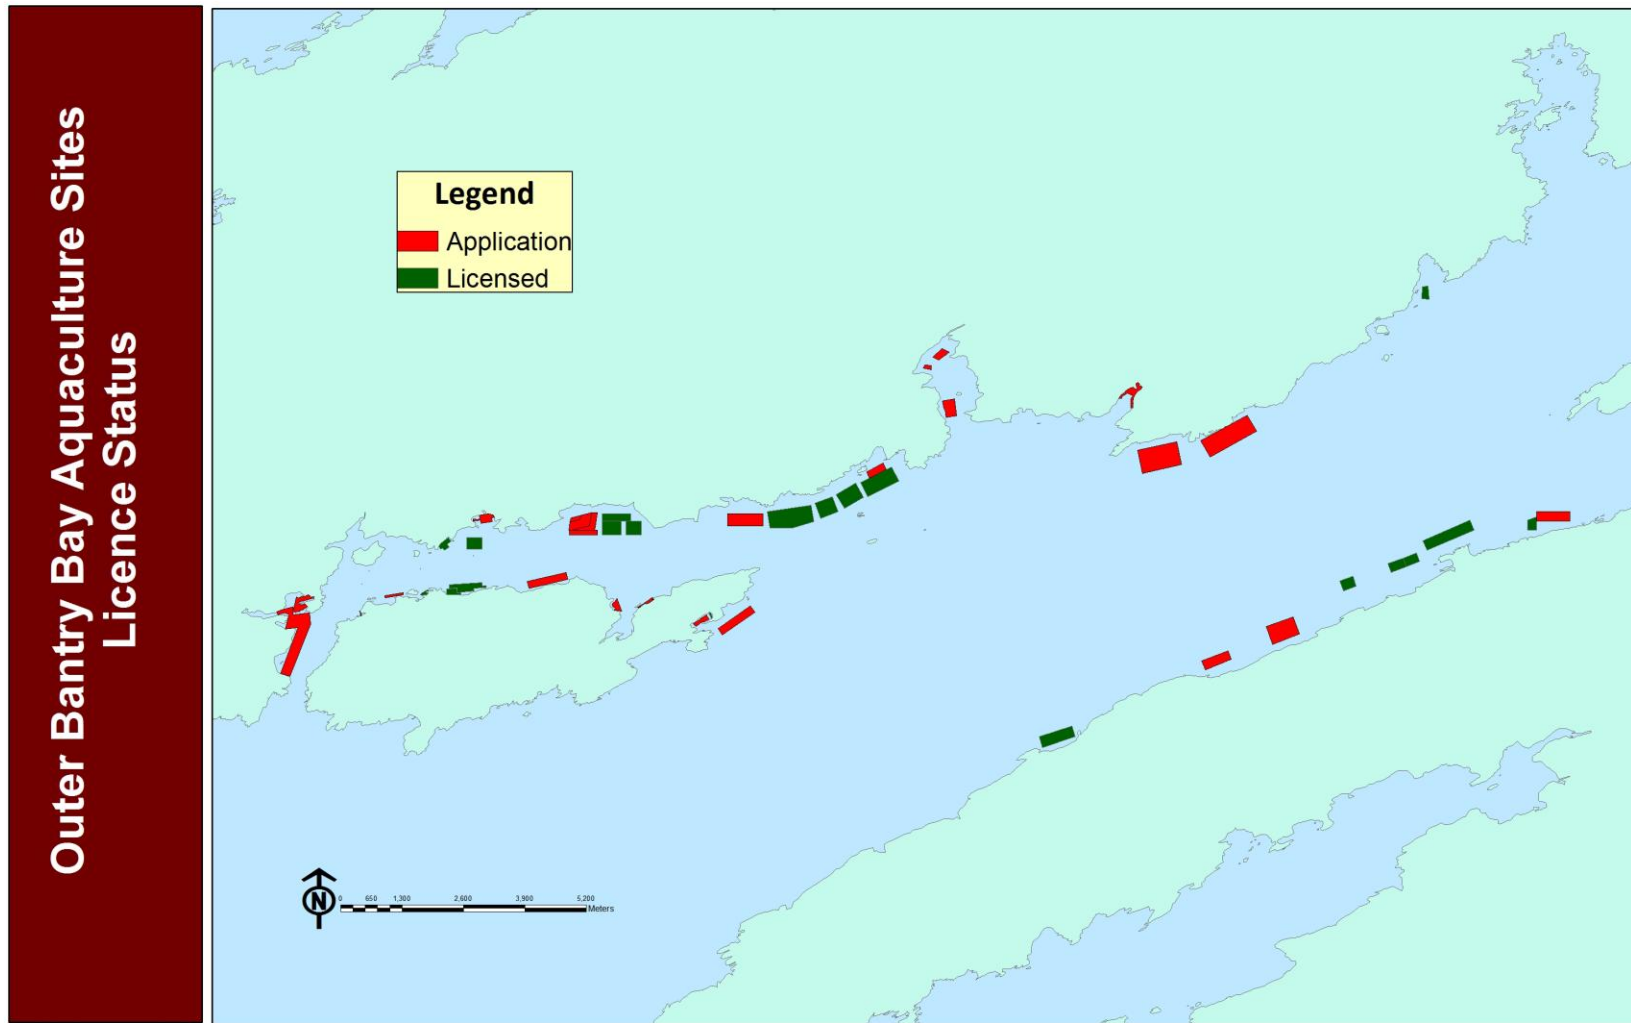 Outer Bantry Bay Aquaculture Sites
Licence Status
Legend
Application
Licensed
N
0 650 1,300 2,600 3,900 5,200
Meters